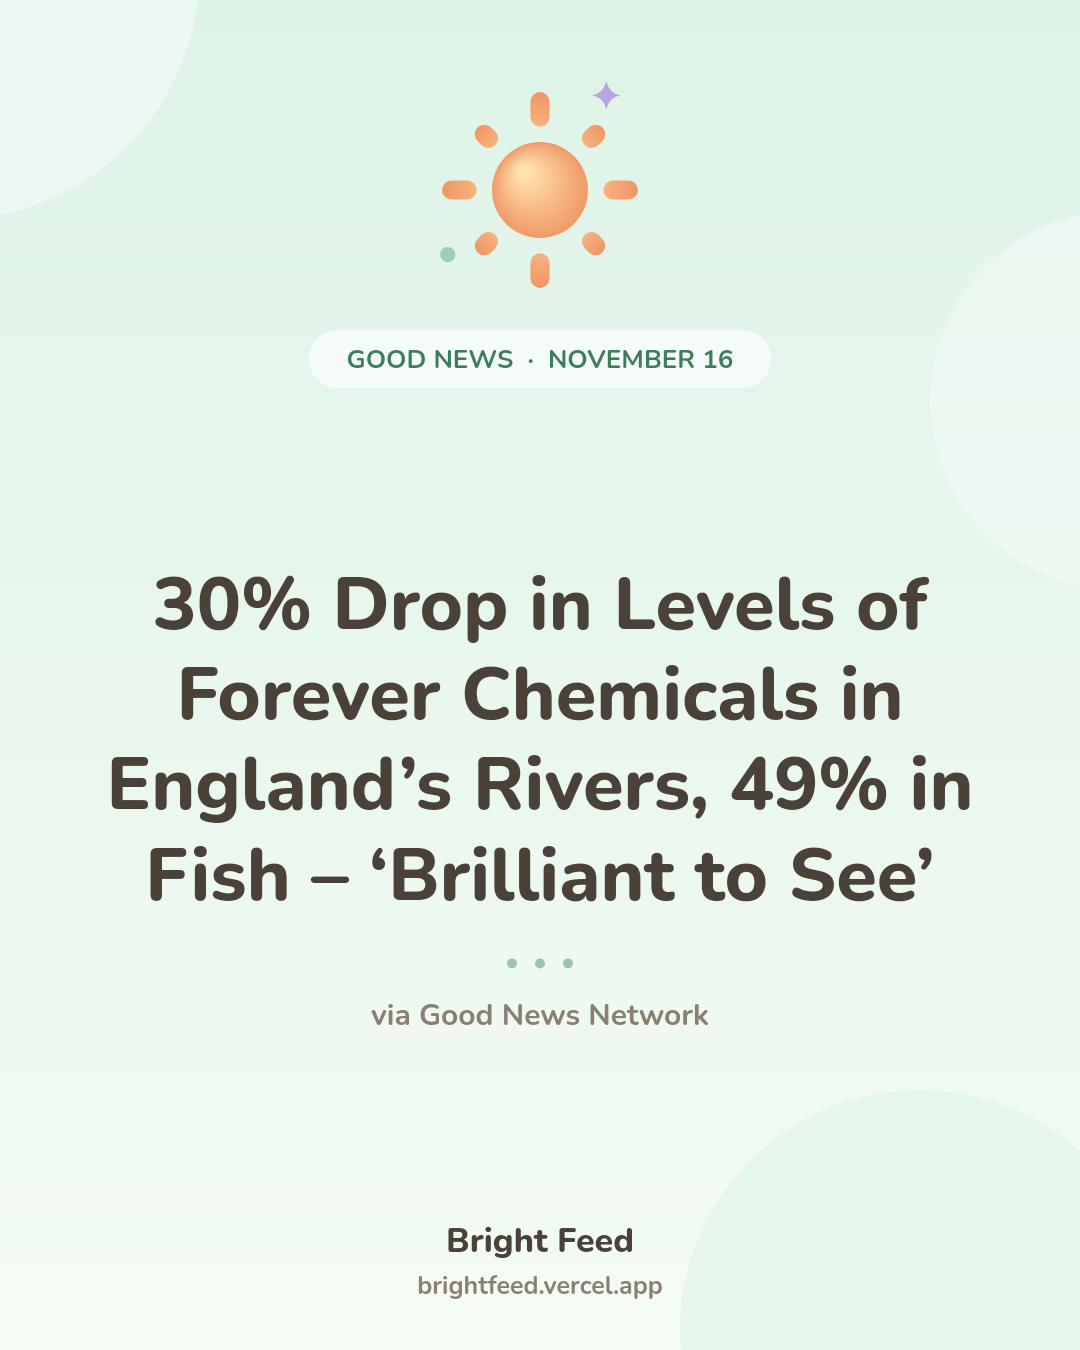 GOOD NEWS · NOVEMBER 16
30% Drop in Levels of
Forever Chemicals in
England’s Rivers, 49% in
Fish – ‘Brilliant to See’
via Good News Network
Bright Feed
brightfeed.vercel.app